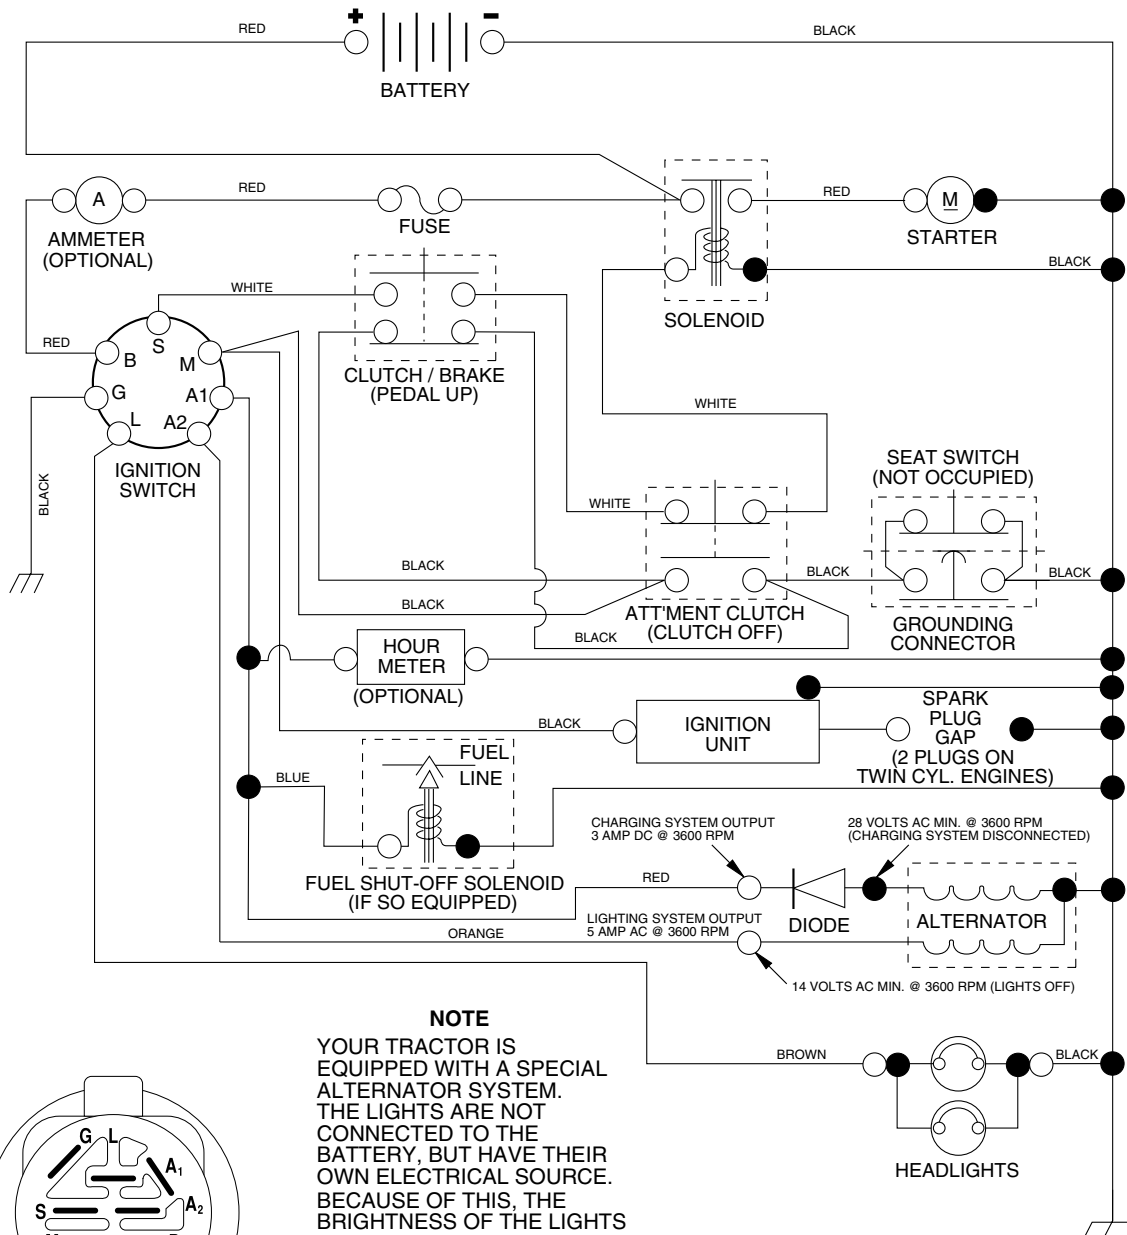 RED
+
-
BLACK
BATTERY
A
RED
FUSE
RED
M
STARTER
AMMETER
(OPTIONAL)
BLACK
SOLENOID
WHITE
RED
S
B
M
G
A1
L
A2
CLUTCH / BRAKE
(PEDAL UP)
WHITE
IGNITION
SWITCH
BLACK
SEAT SWITCH
(NOT OCCUPIED)
WHITE
BLACK
BLACK
BLACK
BLACK
ATT'MENT CLUTCH
(CLUTCH OFF)
GROUNDING
CONNECTOR
BLACK
HOUR
METER
(OPTIONAL)
BLACK
IGNITION
UNIT
SPARK
PLUG
GAP
(2 PLUGS ON
TWIN CYL. ENGINES)
FUEL
LINE
BLUE
CHARGING SYSTEM OUTPUT
3 AMP DC @ 3600 RPM
28 VOLTS AC MIN. @ 3600 RPM
(CHARGING SYSTEM DISCONNECTED)
FUEL SHUT-OFF SOLENOID
(IF SO EQUIPPED)
RED
DIODE
ALTERNATOR
LIGHTING SYSTEM OUTPUT
5 AMP AC @ 3600 RPM
ORANGE
14 VOLTS AC MIN. @ 3600 RPM (LIGHTS OFF)
NOTE
YOUR TRACTOR IS
EQUIPPED WITH A SPECIAL
ALTERNATOR SYSTEM.
THE LIGHTS ARE NOT
CONNECTED TO THE
BATTERY, BUT HAVE THEIR
OWN ELECTRICAL SOURCE.
BECAUSE OF THIS, THE
BRIGHTNESS OF THE LIGHTS
BROWN
BLACK
HEADLIGHTS
G
L
A1
A2
S